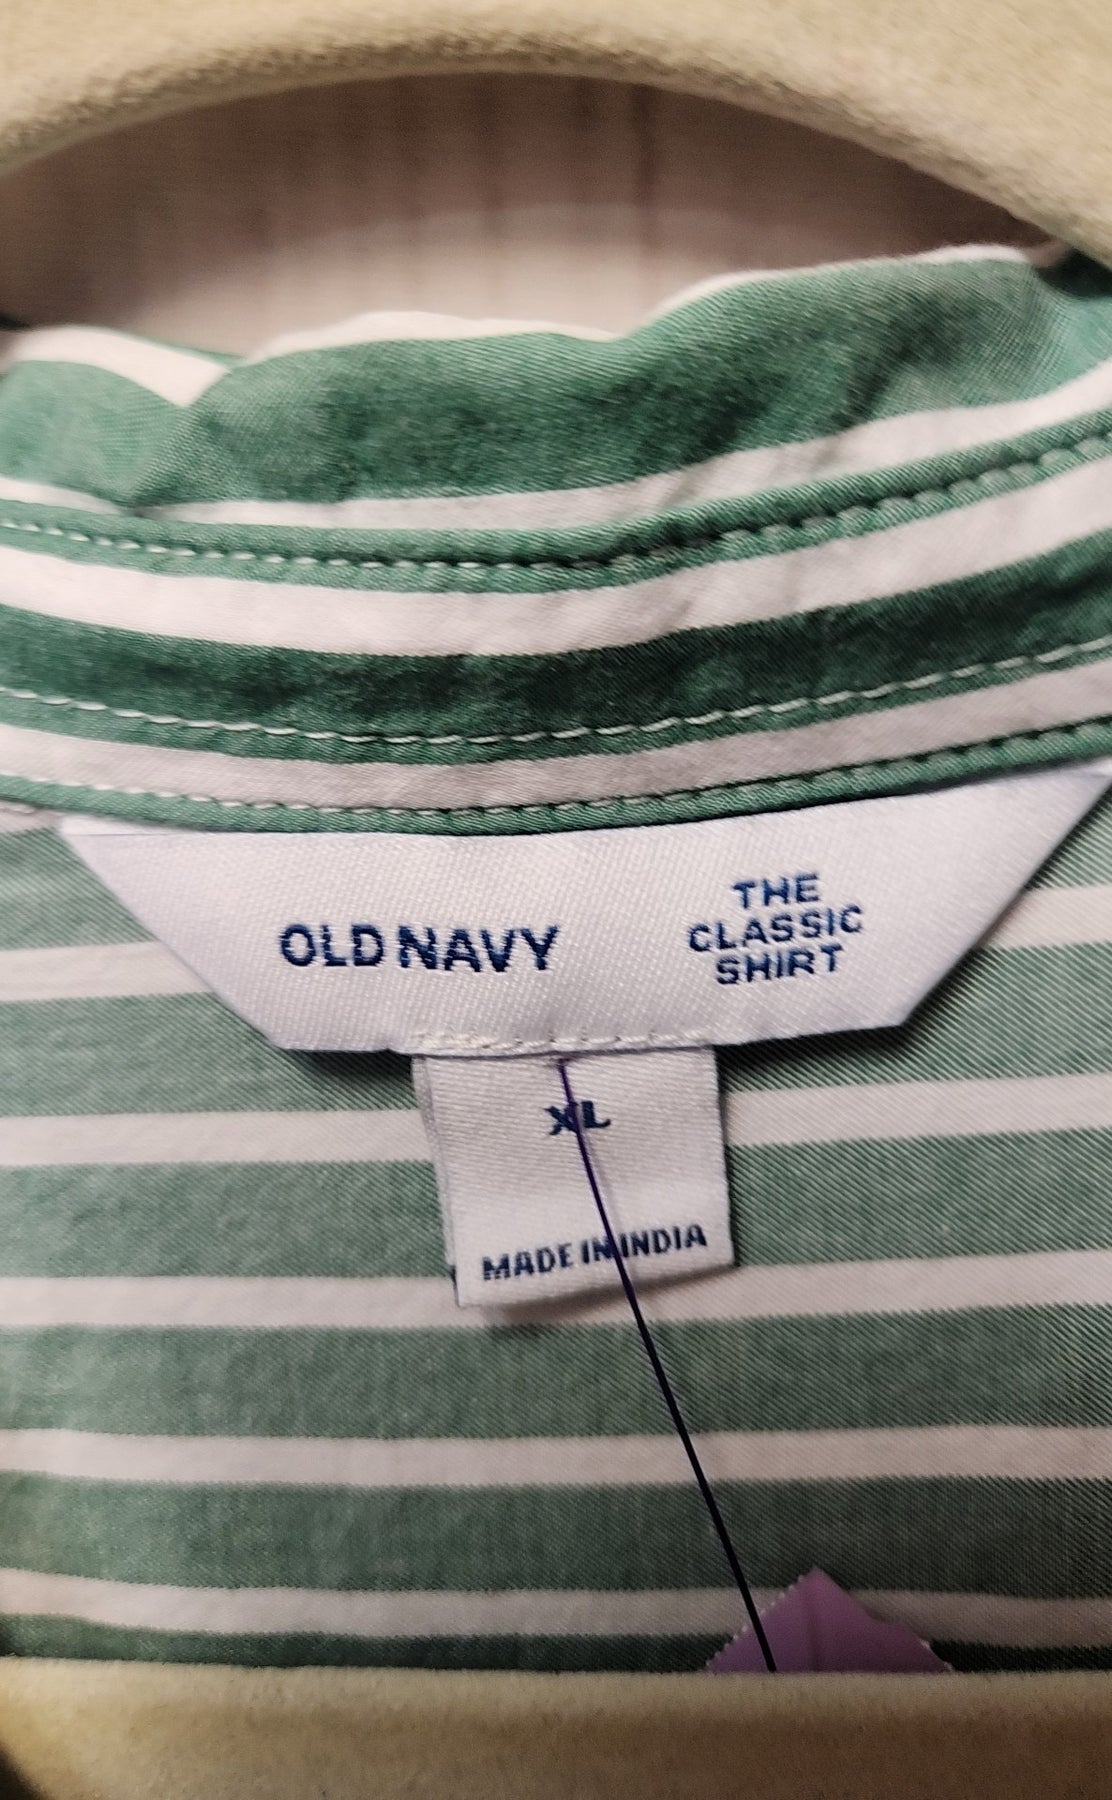 OLD NAVY
THE
CLASSIC
SHIRT
XL
MADE IN INDIA